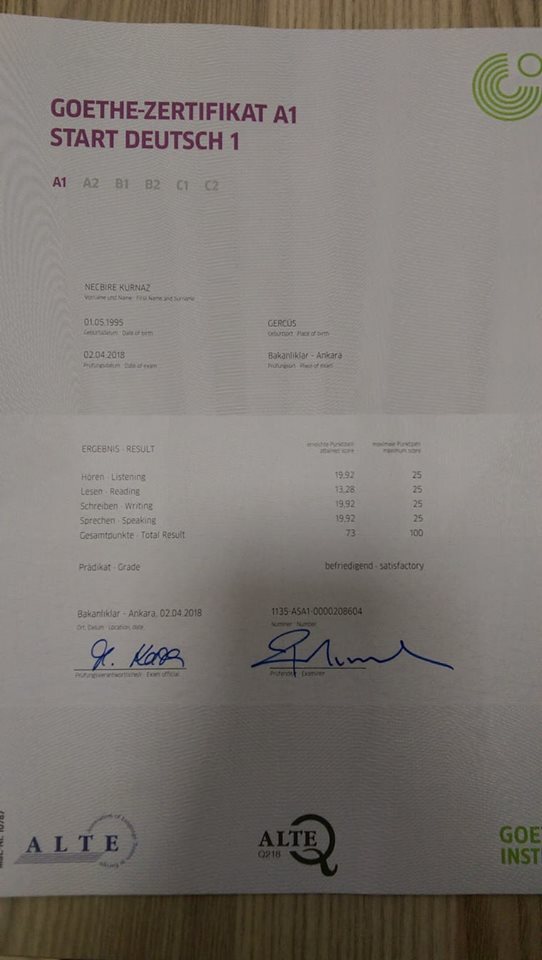 GOETHE-ZERTIFIKAT A1
START DEUTSCH 1
A1 A2 B1 B2 C1 C2
NECBIRE KURNAZ
Vorname und Name · First Name and Surname
01.05.1995 GERCÜS
Geburtsdatum · Date of birth Geburtsort · Place of birth
02.04.2018 Bakanlıklar - Ankara
Prüfungsdatum · Date of exam Prüfungsort · Place of exam
ERGEBNIS · RESULT erreichte Punktzahl maximale Punktzahl
attained score maximum score
Hören · Listening 19,92 25
Lesen · Reading 13,28 25
Schreiben · Writing 19,92 25
Sprechen · Speaking 19,92 25
Gesamtpunkte · Total Result 73 100
Prädikat · Grade befriedigend · satisfactory
Bakanlıklar - Ankara, 02.04.2018 1135-ASA1-0000208604
Ort, Datum · Location, date Nummer · Number
Prüfungsverantwortliche/r · Exam official Prüfende/r · Examiner
ALTE
ALTE
Q218
GOE
INSTI